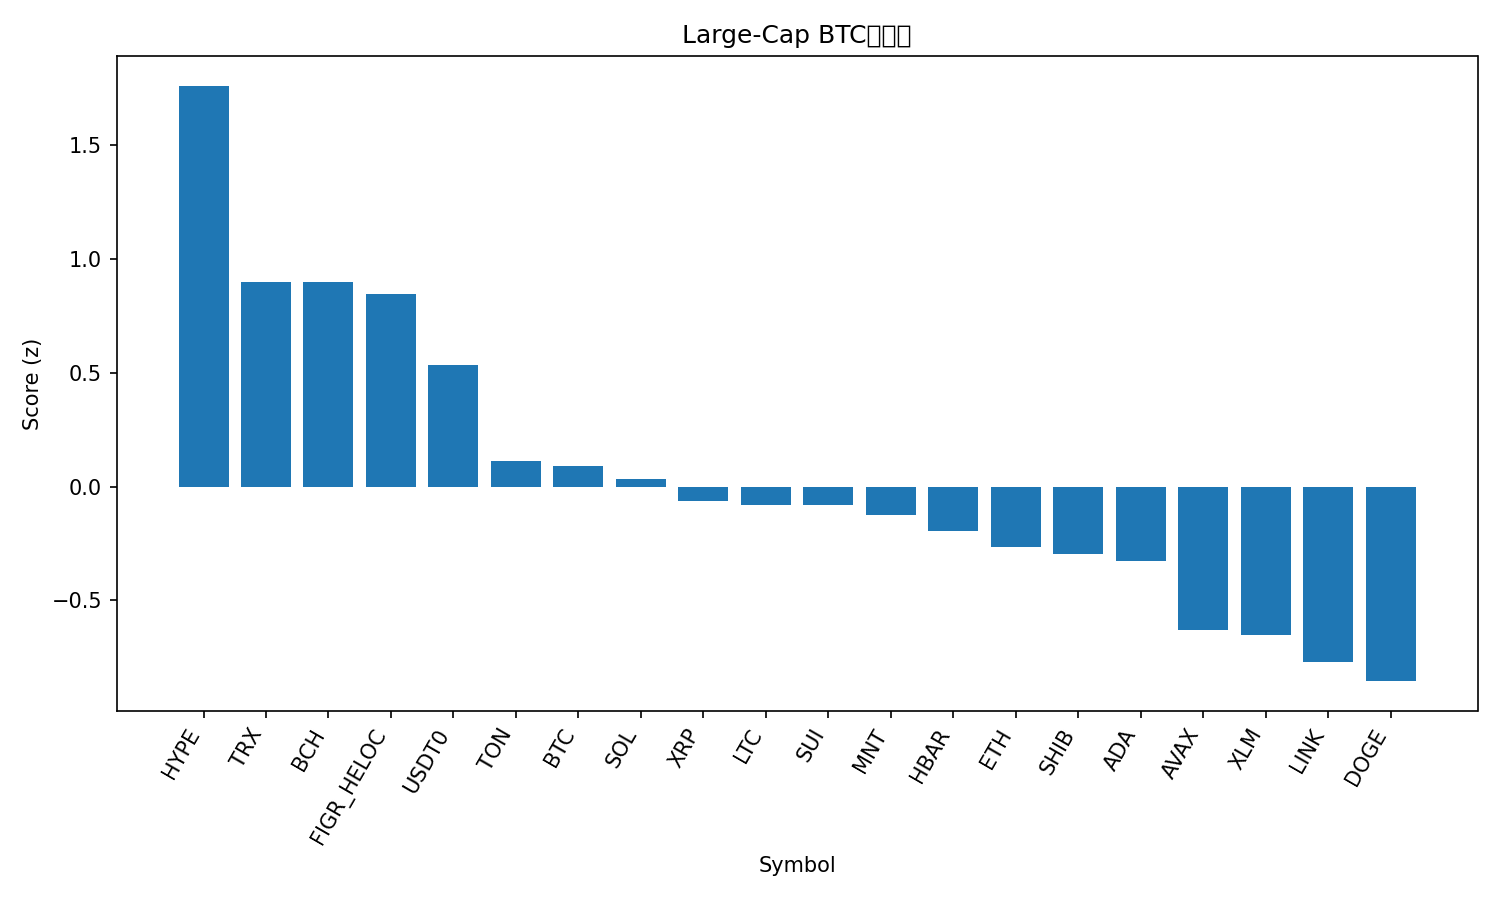 Large-Cap BTC
1.5
1.0
0.5
0.0
−0.5
Score (z)
HYPE
TRX
BCH
FIGR_HELOC
USDT0
TON
BTC
SOL
XRP
LTC
SUI
MNT
HBAR
ETH
SHIB
ADA
AVAX
XLM
LINK
DOGE
Symbol